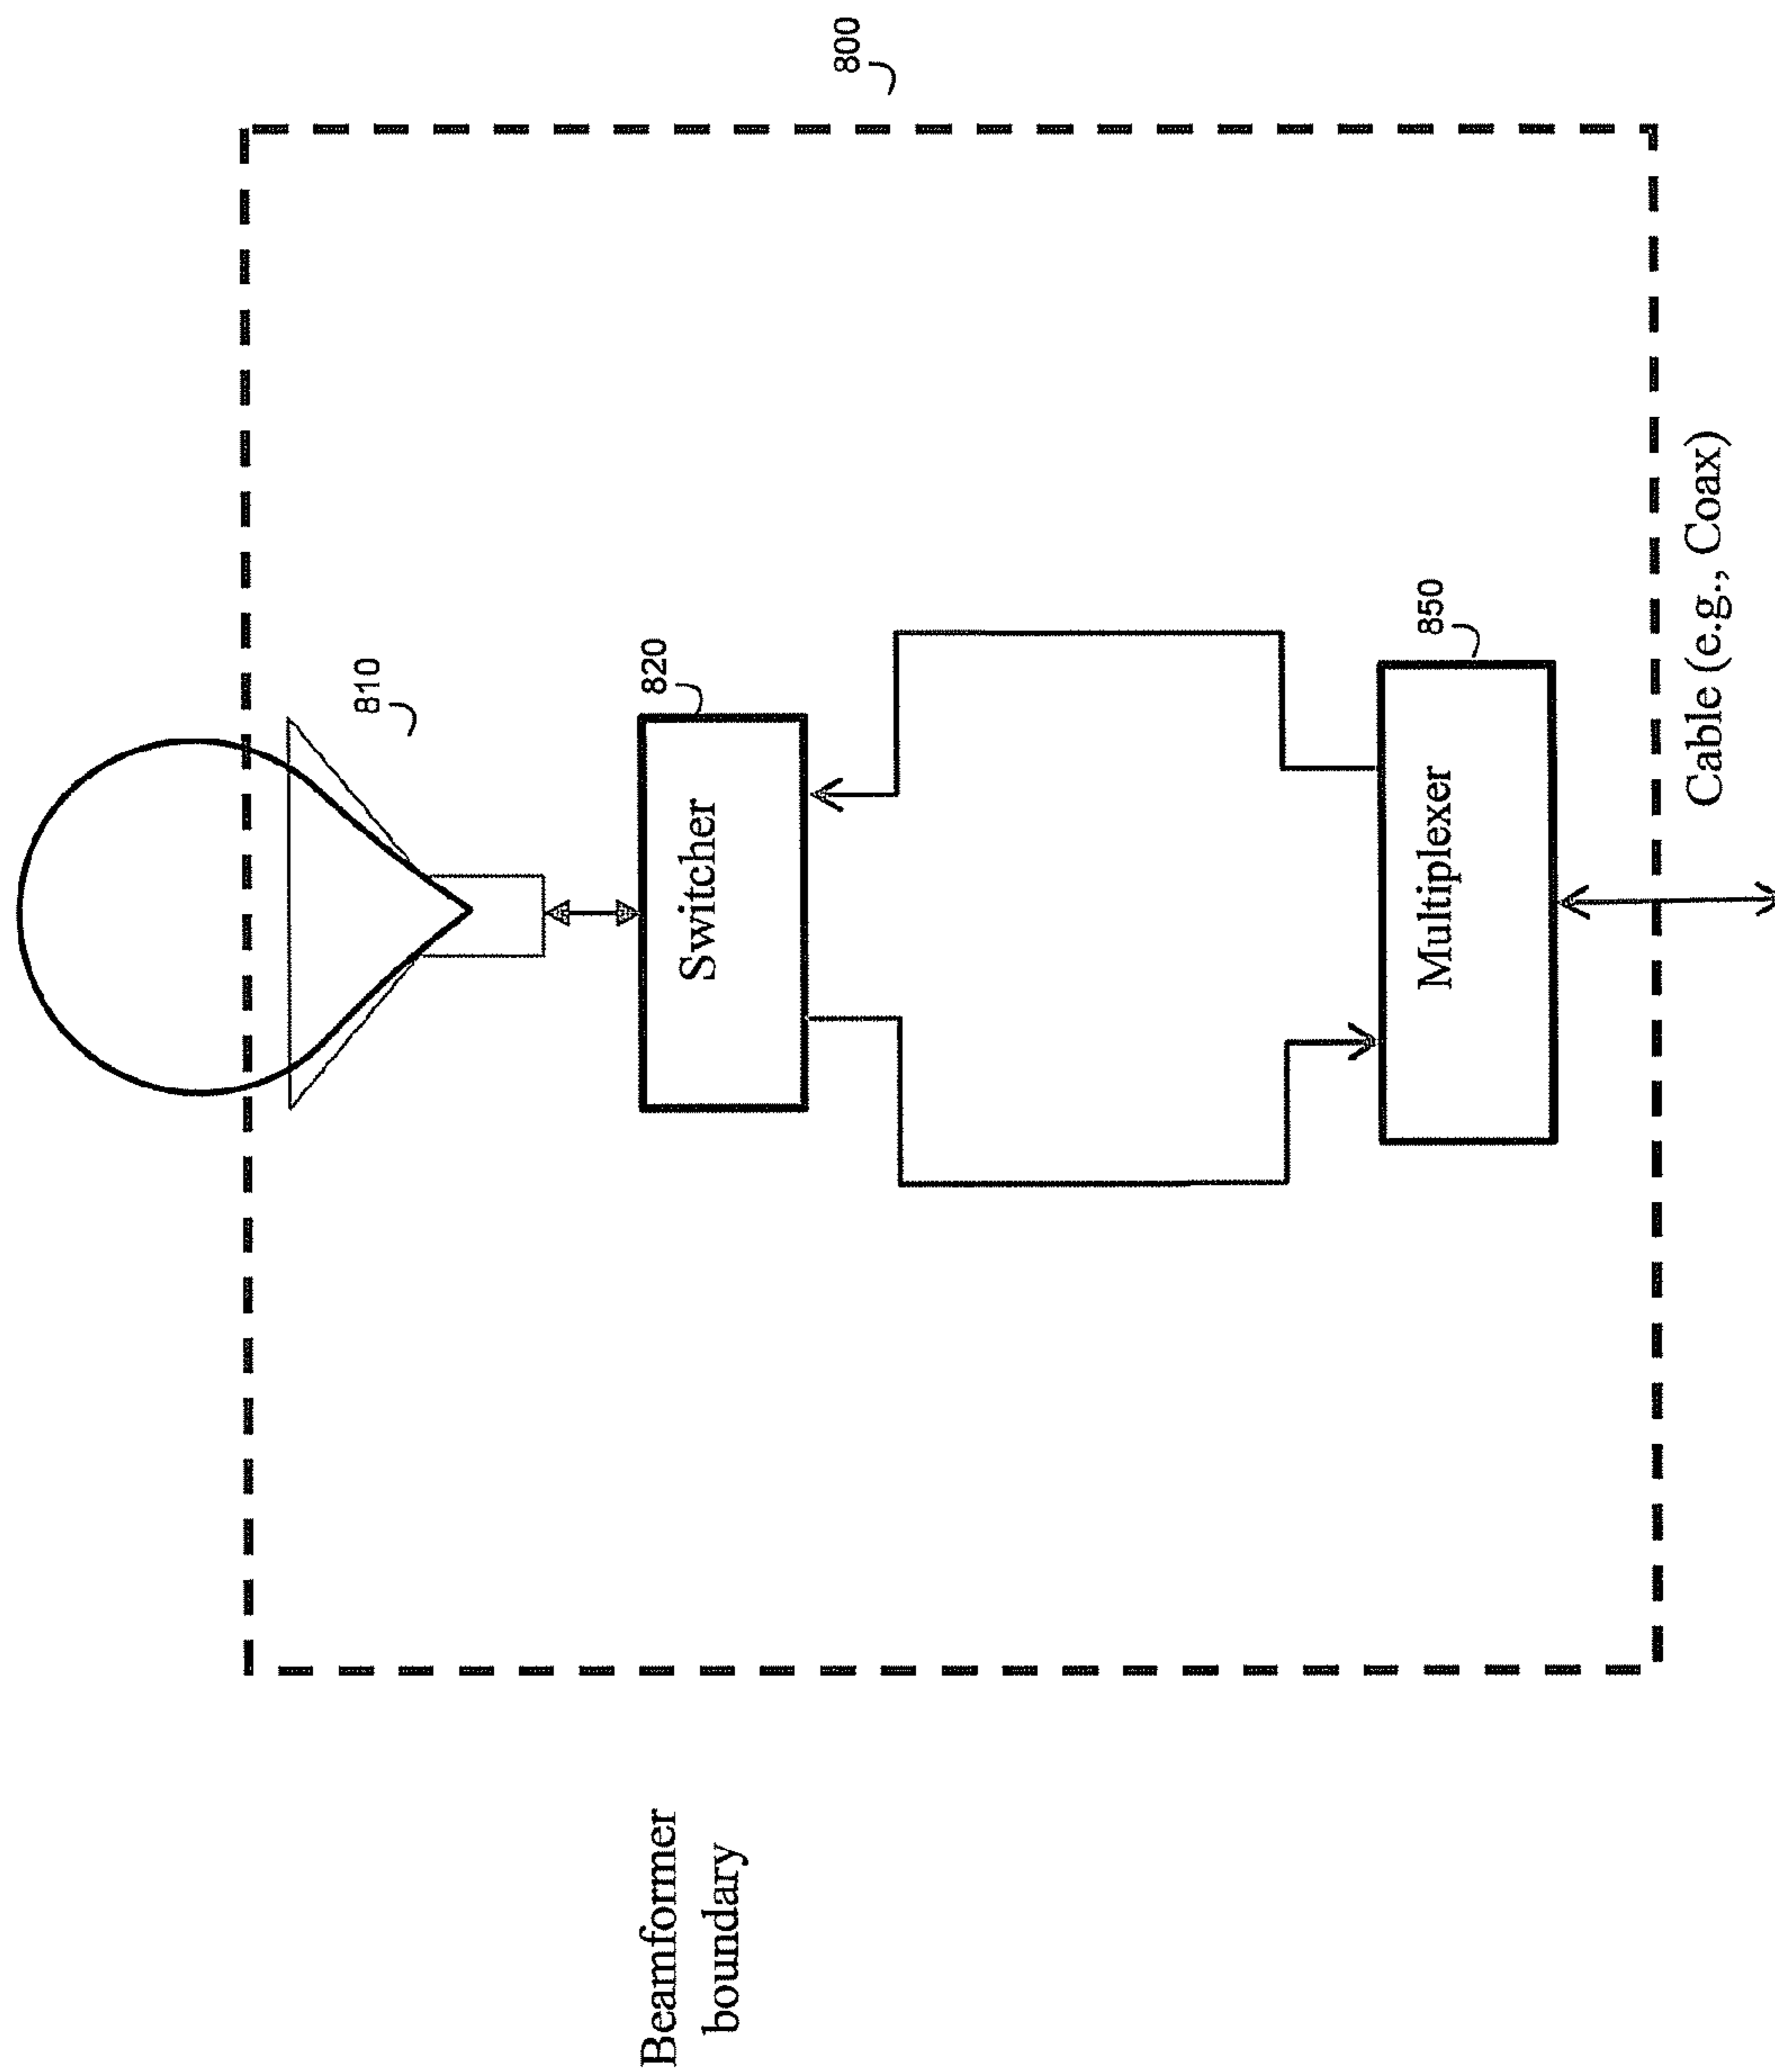 800
810
820
Switcher
850
Multiplexer
Cable (e.g., Coax)
Beamformer
boundary